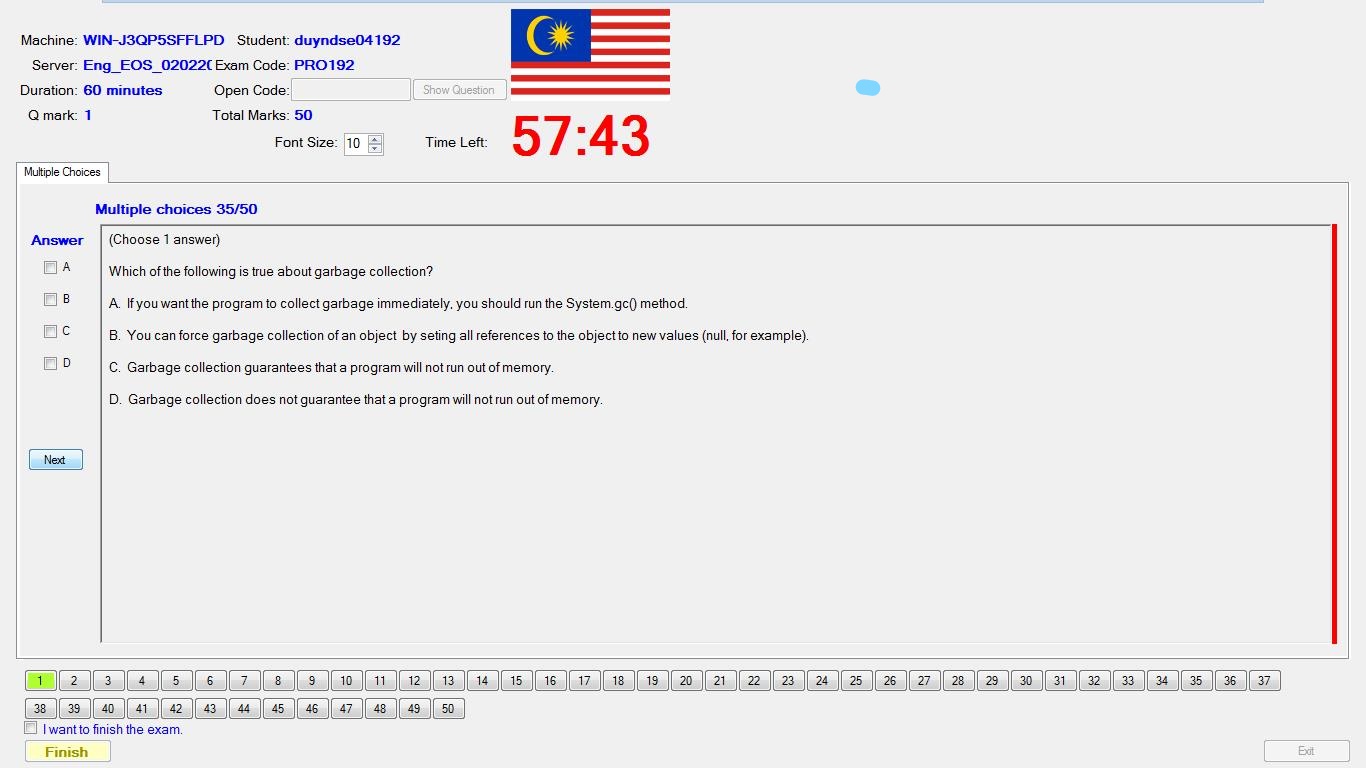 Machine: WIN-J3QP5SFFLPD Student: duyndse04192
Server: Eng_EOS_020220 Exam Code: PRO192
Duration: 60 minutes Open Code: Show Question
Q mark: 1 Total Marks: 50
Font Size: 10 Time Left: 57:43
Multiple Choices
Multiple choices 35/50
Answer
A
B
C
D
Next
(Choose 1 answer)
Which of the following is true about garbage collection?
A. If you want the program to collect garbage immediately, you should run the System.gc() method.
B. You can force garbage collection of an object by seting all references to the object to new values (null, for example).
C. Garbage collection guarantees that a program will not run out of memory.
D. Garbage collection does not guarantee that a program will not run out of memory.
1 2 3 4 5 6 7 8 9 10 11 12 13 14 15 16 17 18 19 20 21 22 23 24 25 26 27 28 29 30 31 32 33 34 35 36 37
38 39 40 41 42 43 44 45 46 47 48 49 50
I want to finish the exam.
Finish Exit